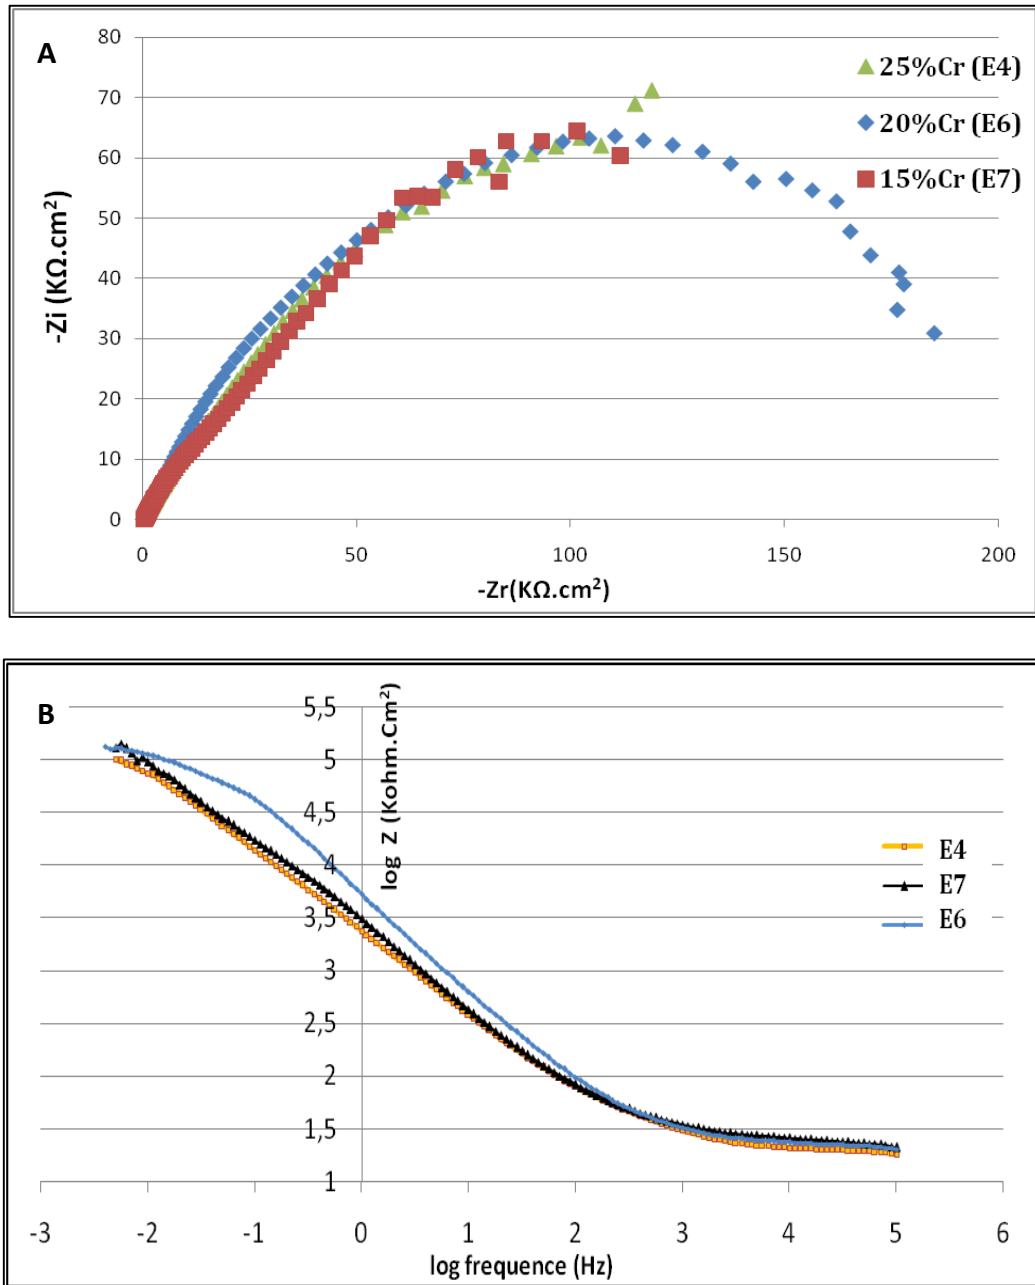 A
80
70
60
50
40
30
20
10
0
-Zi (KΩ.cm²)
25%Cr (E4)
20%Cr (E6)
15%Cr (E7)
0 50 100 150 200
-Zr(KΩ.cm²)
B
5,5
5
4,5
4
3,5
3
2,5
2
1,5
1
log Z (Kohm.Cm²)
E4
E7
E6
-3 -2 -1 0 1 2 3 4 5 6
log frequence (Hz)